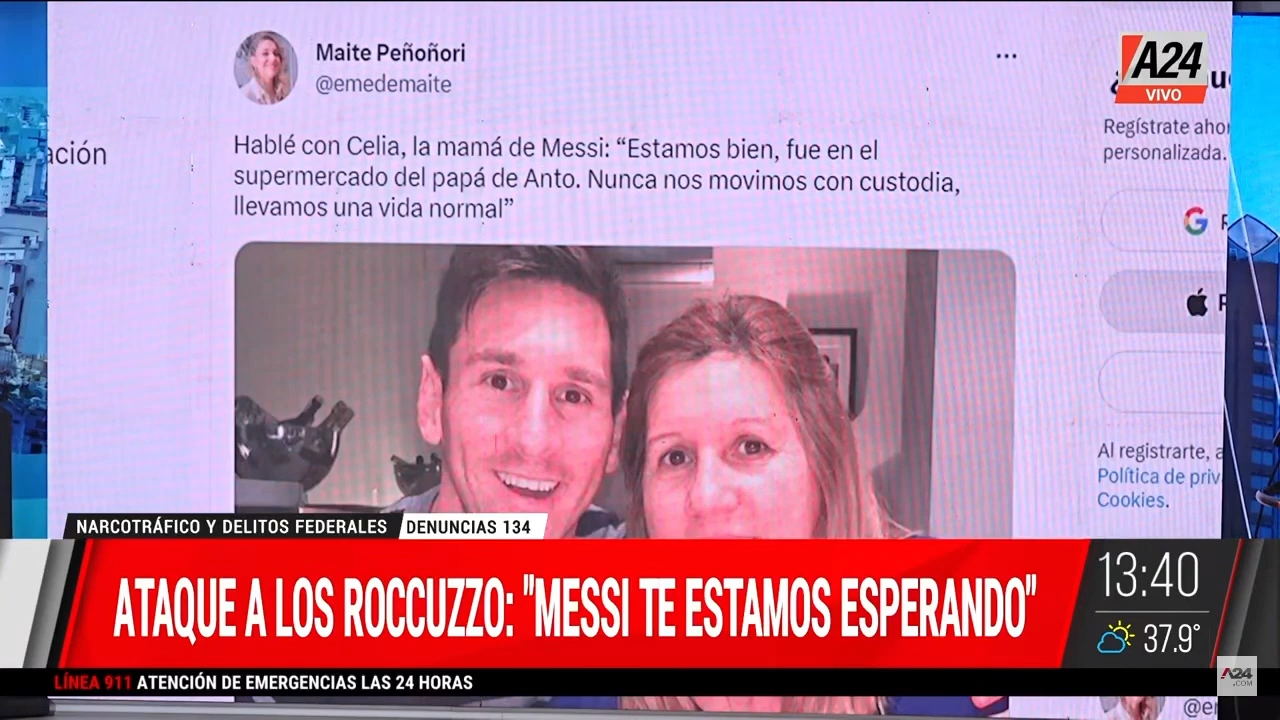 Maite Peñoñori
@emedemaite
...
A24
VIVO
ación
Hablé con Celia, la mamá de Messi: “Estamos bien, fue en el
supermercado del papá de Anto. Nunca nos movimos con custodia,
llevamos una vida normal”
Regístrate ahor
personalizada.
G
Al registrarte, a
Política de priv
Cookies.
NARCOTRÁFICO Y DELITOS FEDERALES
DENUNCIAS 134
ATAQUE A LOS ROCCUZZO: "MESSI TE ESTAMOS ESPERANDO"
13:40
37.9°
LÍNEA 911 ATENCIÓN DE EMERGENCIAS LAS 24 HORAS
A24
.COM